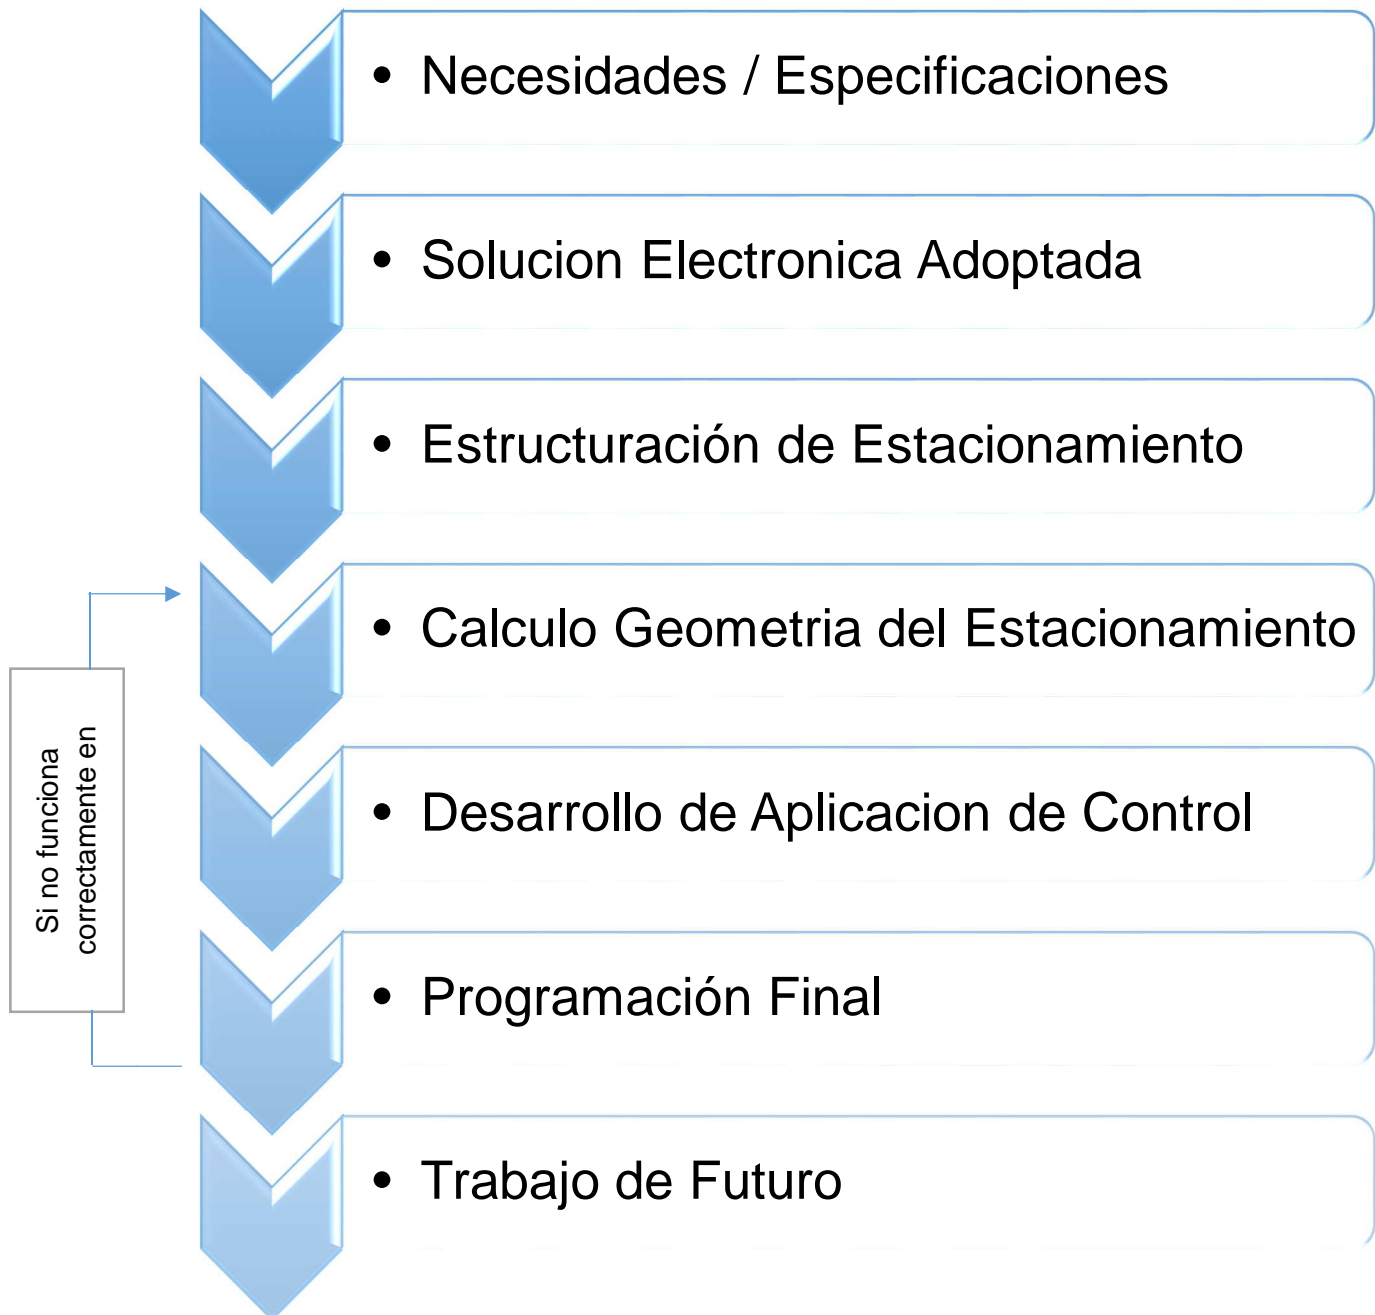 • Necesidades / Especificaciones
• Solucion Electronica Adoptada
• Estructuración de Estacionamiento
• Calculo Geometria del Estacionamiento
• Desarrollo de Aplicacion de Control
• Programación Final
• Trabajo de Futuro
Si no funciona
correctamente en